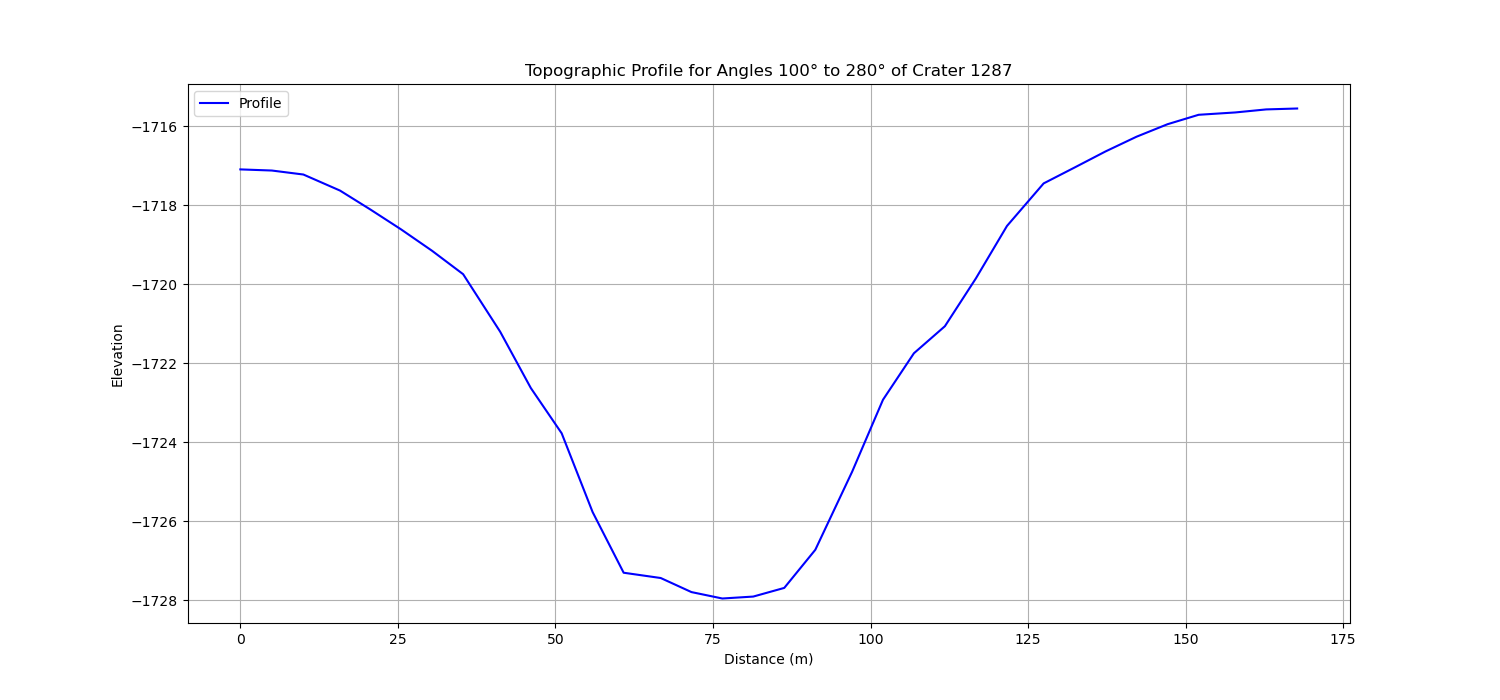 Topographic Profile for Angles 100° to 280° of Crater 1287
Profile
−1716
−1718
−1720
−1722
−1724
−1726
−1728
Elevation
0 25 50 75 100 125 150 175
Distance (m)